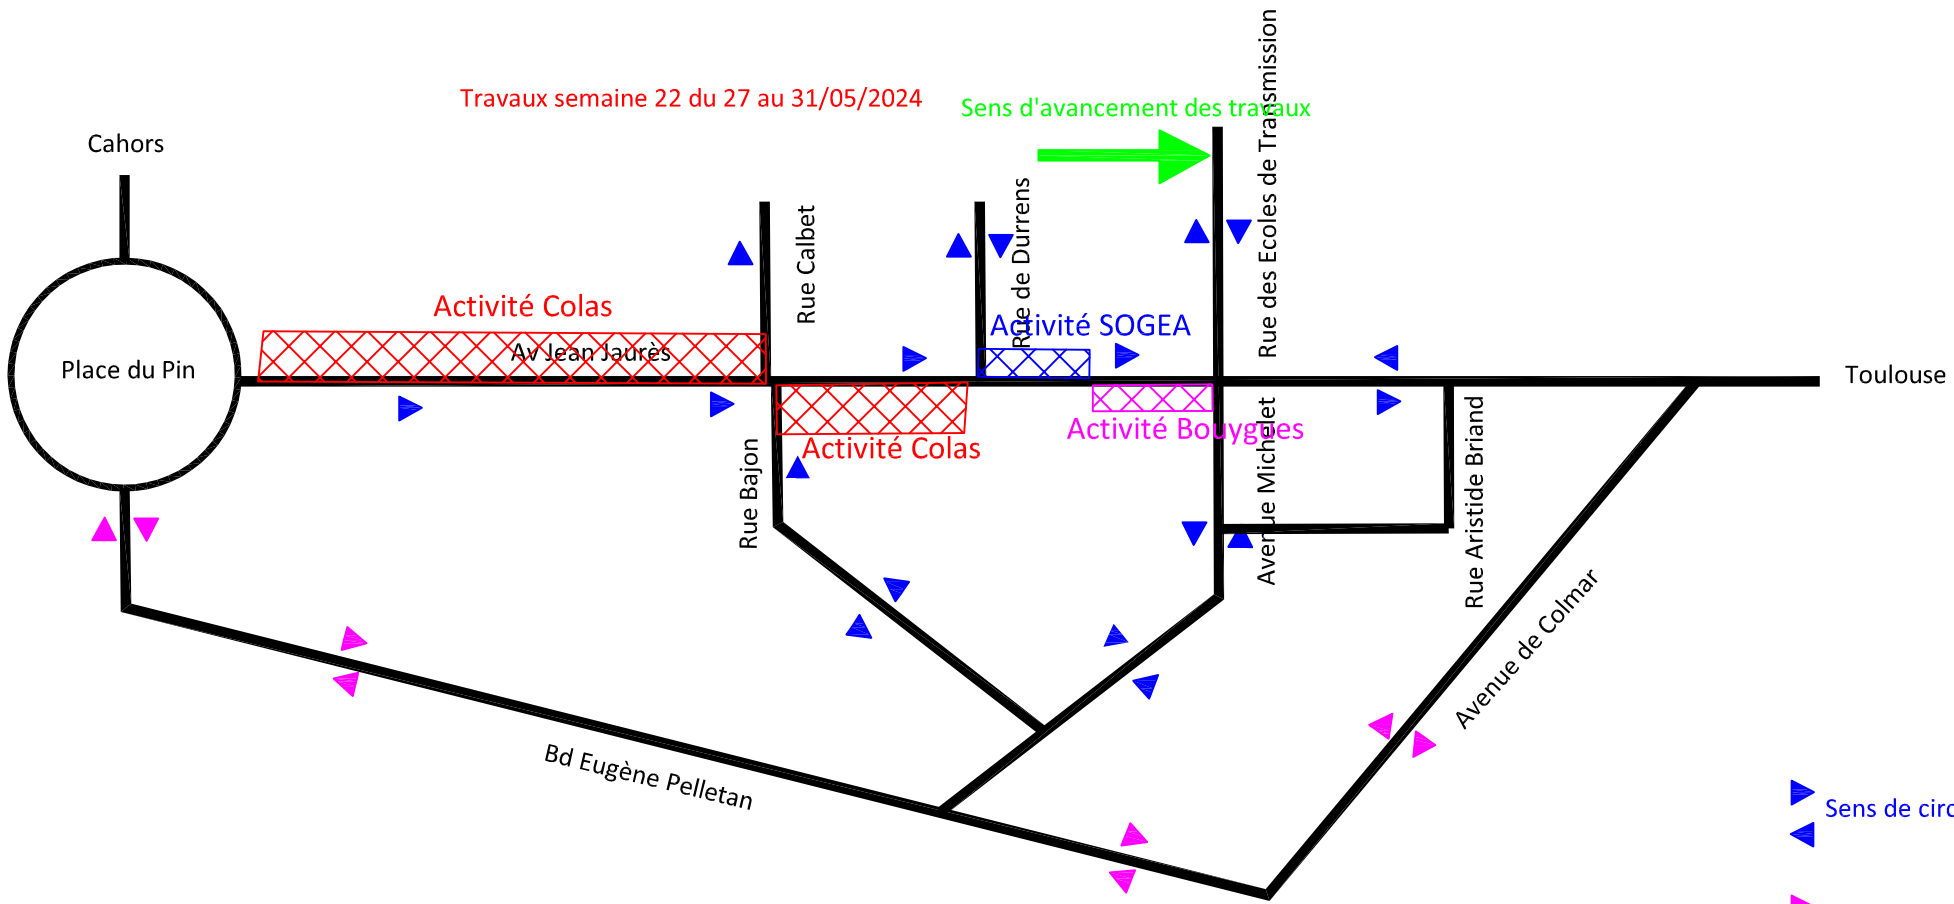 Travaux semaine 22 du 27 au 31/05/2024
Sens d'avancement des travaux
Cahors
Rue des Ecoles de Transmission
Rue Calbet
Rue de Durrens
Activité Colas
Activité SOGEA
Av Jean Jaurès
Place du Pin
Toulouse
Activité Bouygues
Activité Colas
Rue Bajon
Avenue Michelet
Rue Aristide Briand
Avenue de Colmar
Bd Eugène Pelletan
Sens de circ